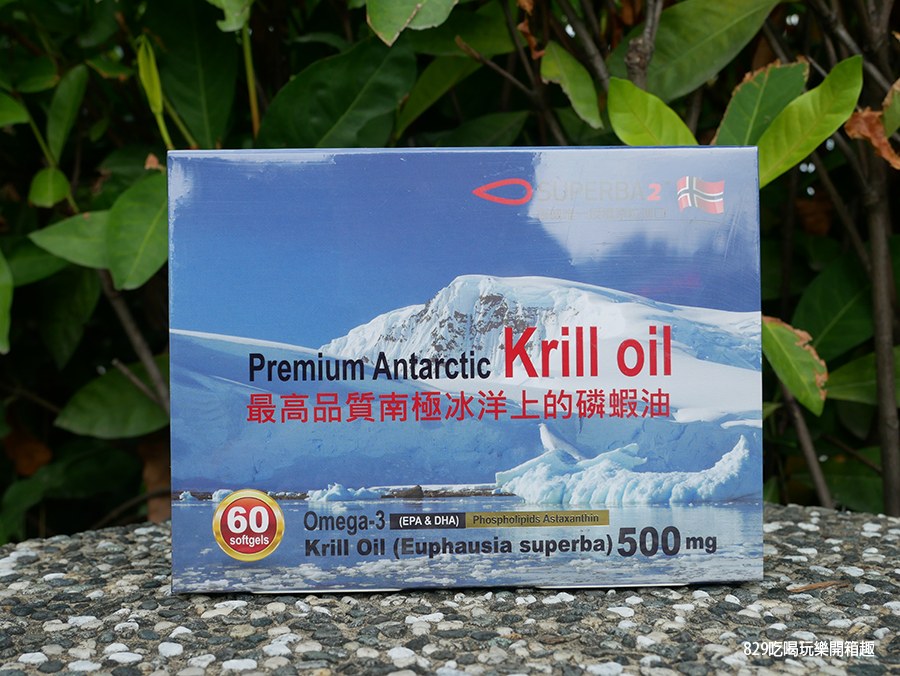 SUPERBA2
Premium Antarctic Krill oil
最高品質南極冰洋上的磷蝦油
60
softgels
Omega-3 (EPA & DHA) Phospholipids Astaxanthin
Krill Oil (Euphausia superba) 500 mg
829吃喝玩樂開箱趣